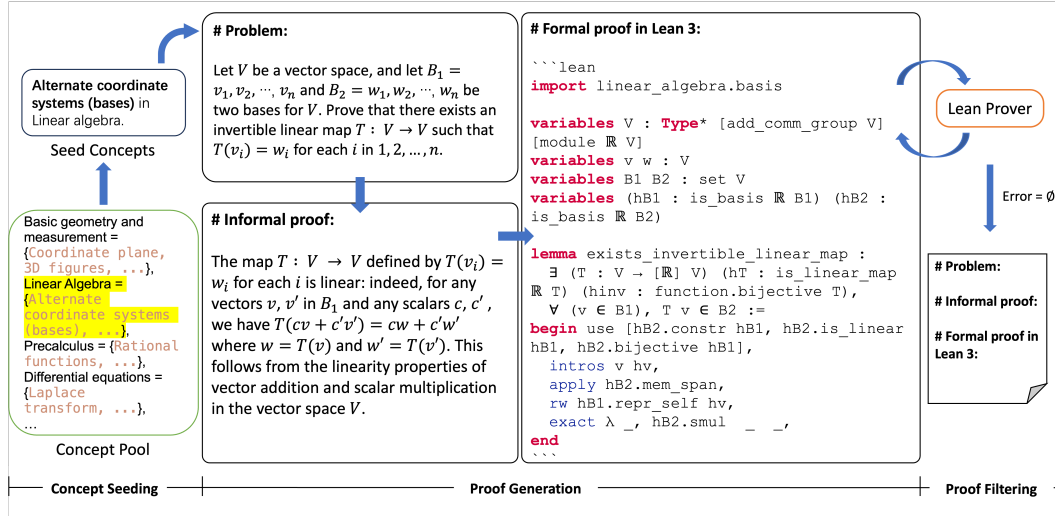 Alternate coordinate
systems (bases) in
Linear algebra.
Seed Concepts
Basic geometry and
measurement =
{Coordinate plane,
3D figures, ...},
Linear Algebra =
{Alternate
coordinate systems
(bases), ...},
Precalculus = {Rational
functions, ...},
Differential equations =
{Laplace
transform, ...},
...
Concept Pool
# Problem:
Let V be a vector space, and let B₁ =
v₁, v₂, ⋯, vₙ and B₂ = w₁, w₂, ⋯, wₙ be
two bases for V. Prove that there exists an
invertible linear map T : V → V such that
T(vᵢ) = wᵢ for each i in 1, 2, … , n.
# Informal proof:
The map T : V → V defined by T(vᵢ) =
wᵢ for each i is linear: indeed, for any
vectors v, v′ in B₁ and any scalars c, c′ ,
we have T(cv + c′v′) = cw + c′w′
where w = T(v) and w′ = T(v′). This
follows from the linearity properties of
vector addition and scalar multiplication
in the vector space V.
# Formal proof in Lean 3:
```lean
import linear_algebra.basis
variables V : Type* [add_comm_group V]
[module ℝ V]
variables v w : V
variables B1 B2 : set V
variables (hB1 : is_basis ℝ B1) (hB2 :
is_basis ℝ B2)
lemma exists_invertible_linear_map :
∃ (T : V → [ℝ] V) (hT : is_linear_map
ℝ T) (hinv : function.bijective T),
∀ (v ∈ B1), T v ∈ B2 :=
begin use [hB2.constr hB1, hB2.is_linear
hB1, hB2.bijective hB1],
intros v hv,
apply hB2.mem_span,
rw hB1.repr_self hv,
exact λ _, hB2.smul _ _,
end
```
Lean Prover
Error = ∅
# Problem:
# Informal proof:
# Formal proof in
Lean 3:
Concept Seeding
Proof Generation
Proof Filtering